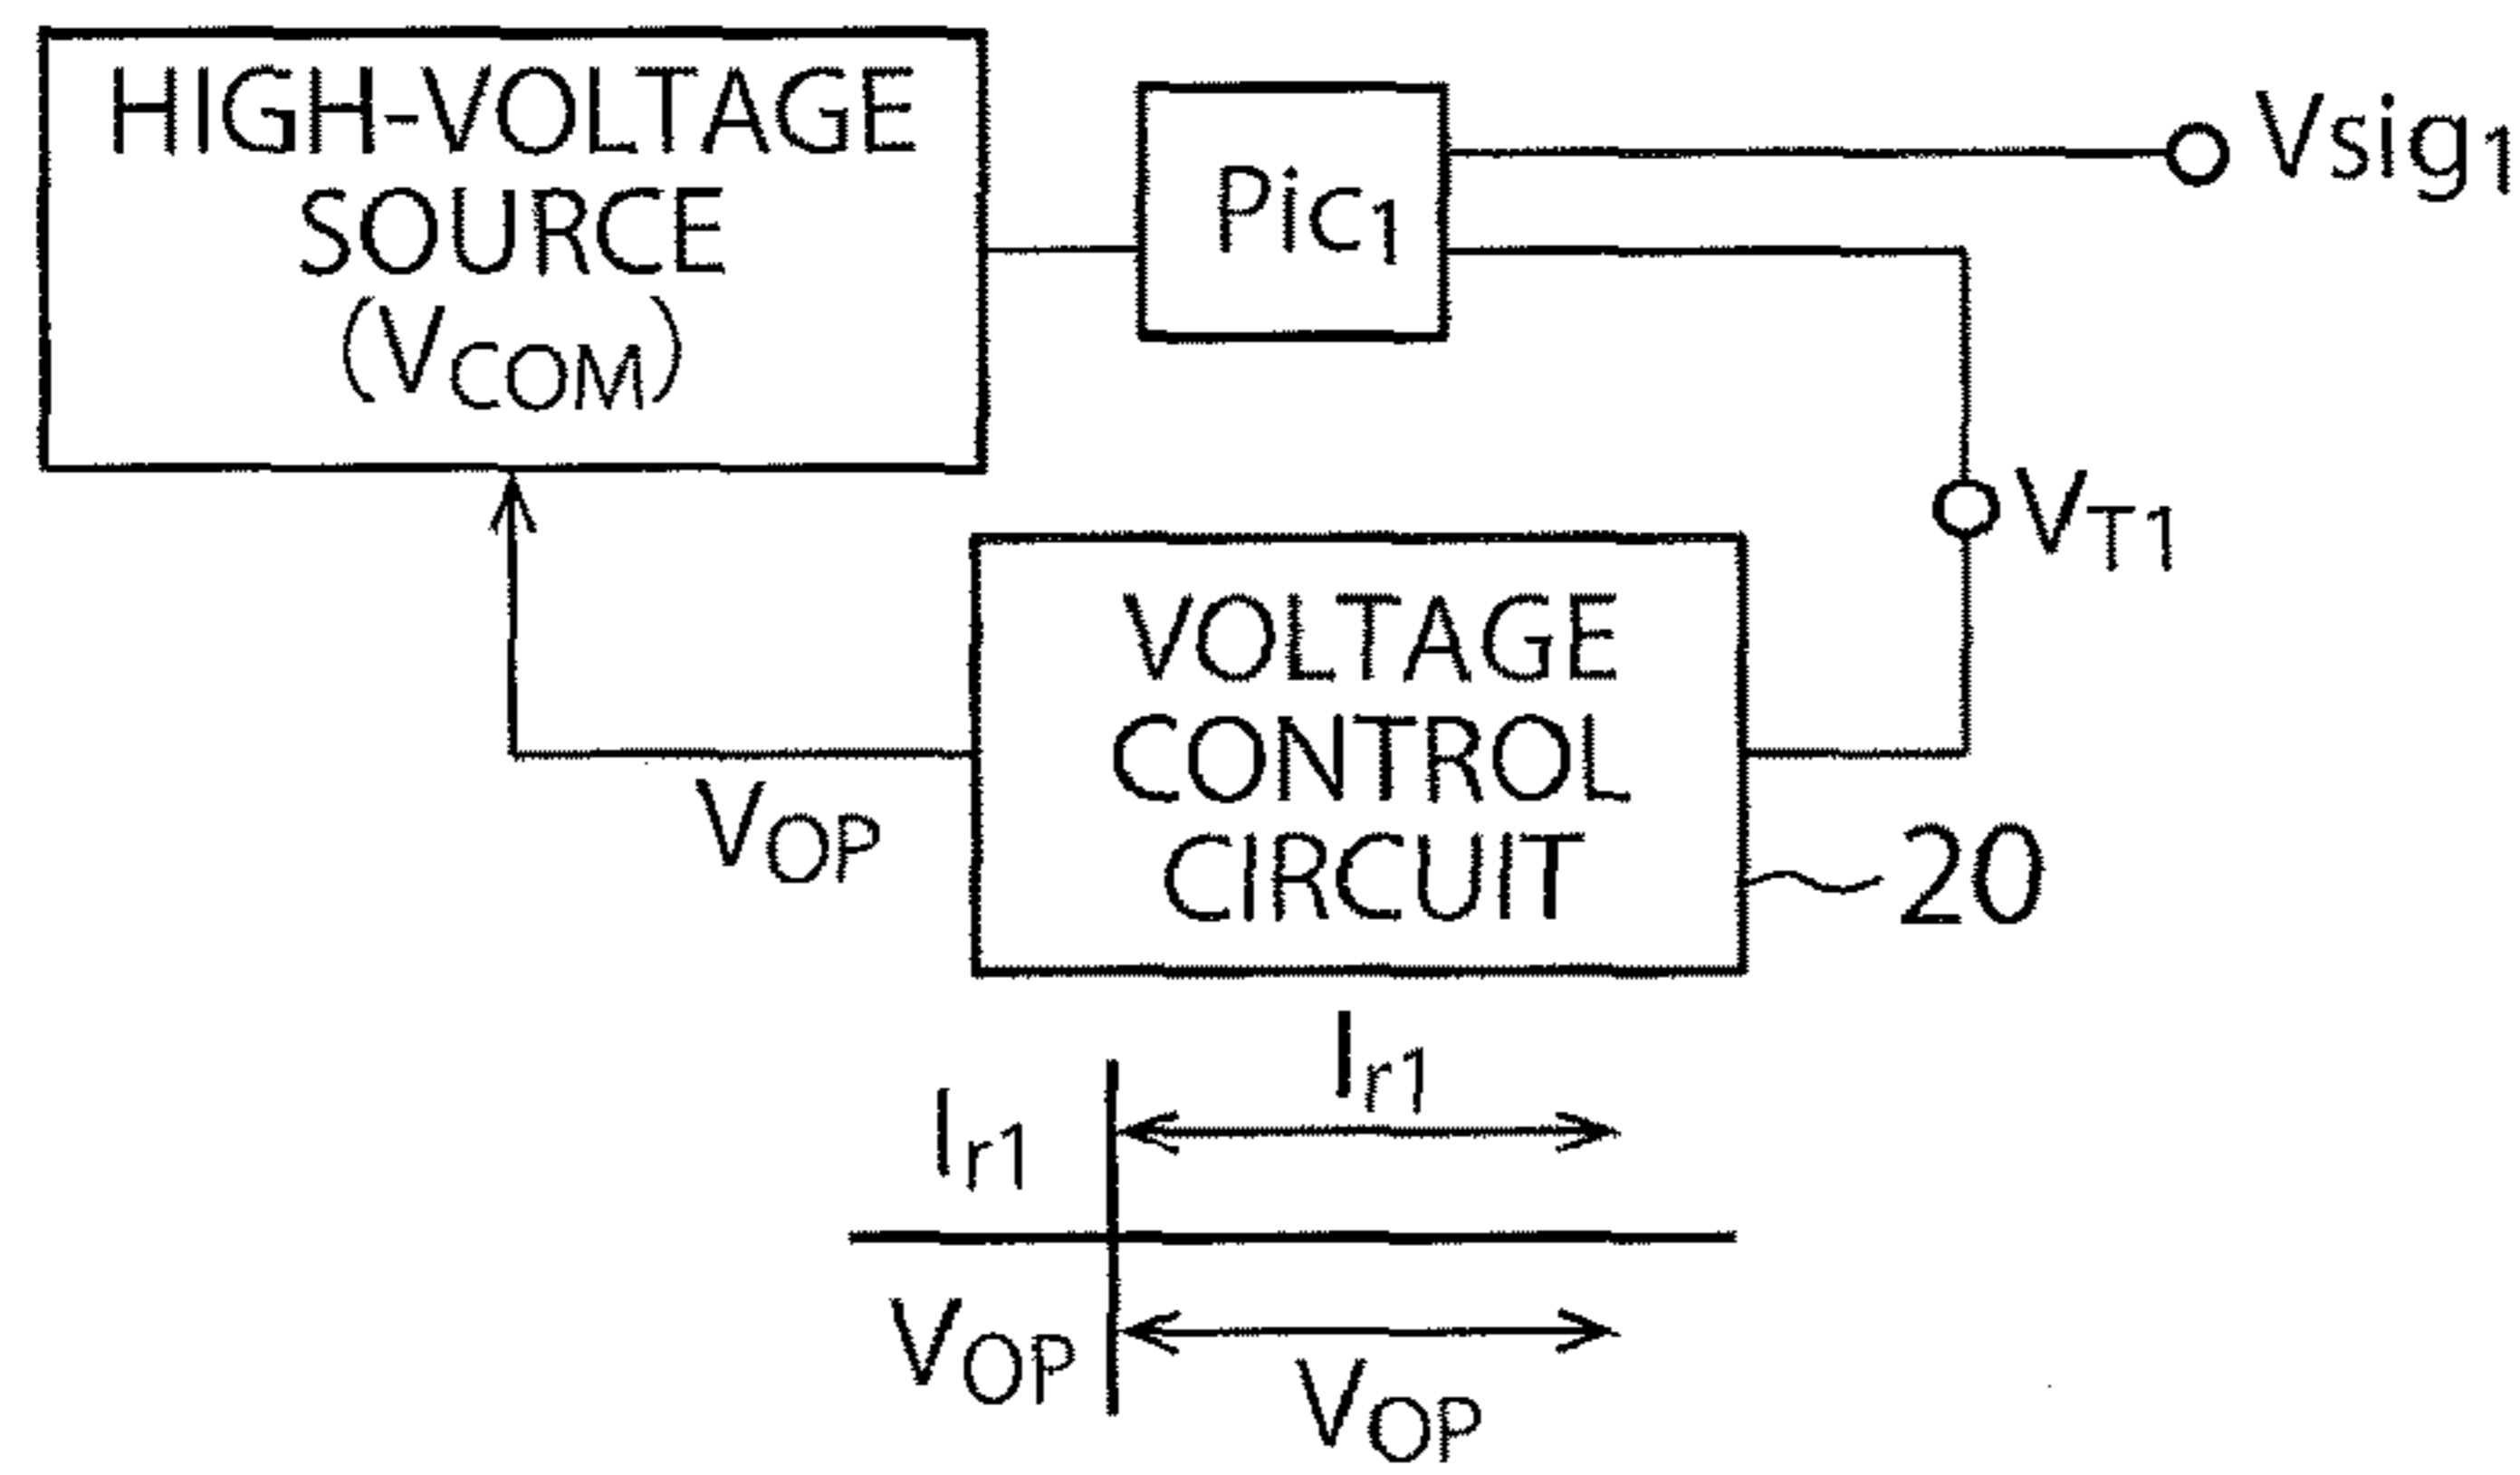 HIGH-VOLTAGE
SOURCE
(VCOM)
Pic1
Vsig1
VT1
VOLTAGE
CONTROL
CIRCUIT
VOP
20
Ir1
Ir1
VOP
VOP